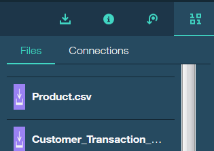 Files Connections
Product.csv
Customer_Transaction_...